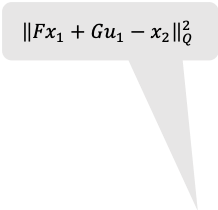 ‖Fx₁ + Gu₁ − x₂‖²_Q